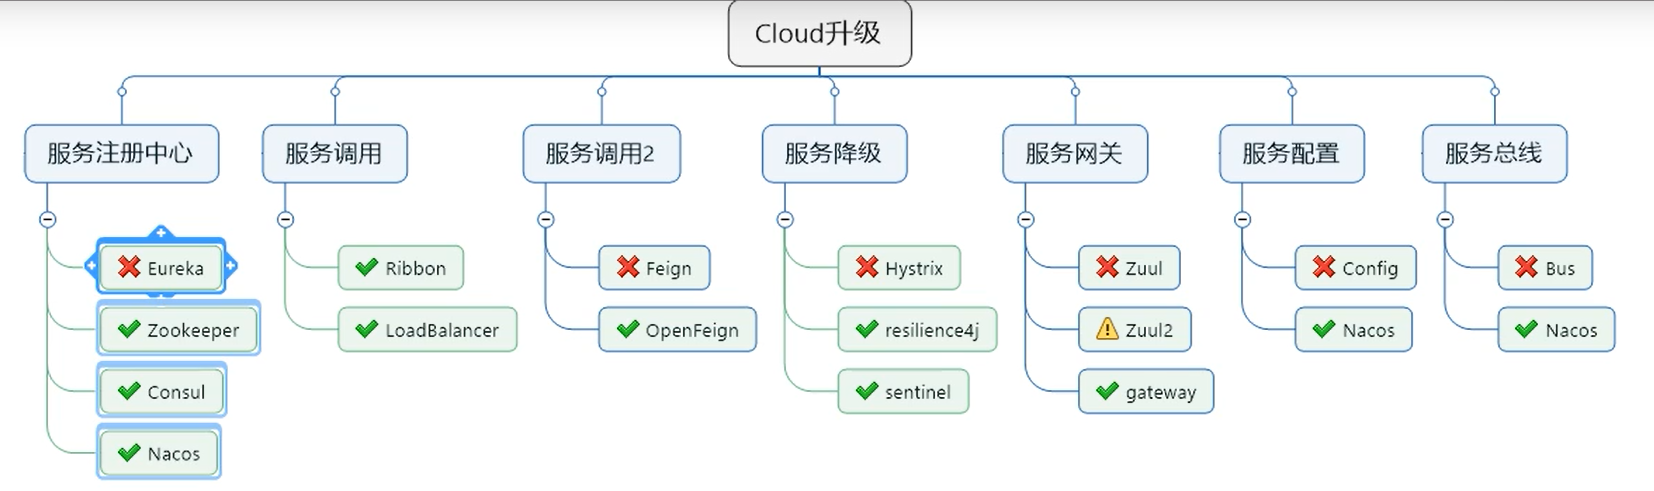 Cloud升级
服务注册中心
Eureka
Zookeeper
Consul
Nacos
服务调用
Ribbon
LoadBalancer
服务调用2
Feign
OpenFeign
服务降级
Hystrix
resilience4j
sentinel
服务网关
Zuul
Zuul2
gateway
服务配置
Config
Nacos
服务总线
Bus
Nacos